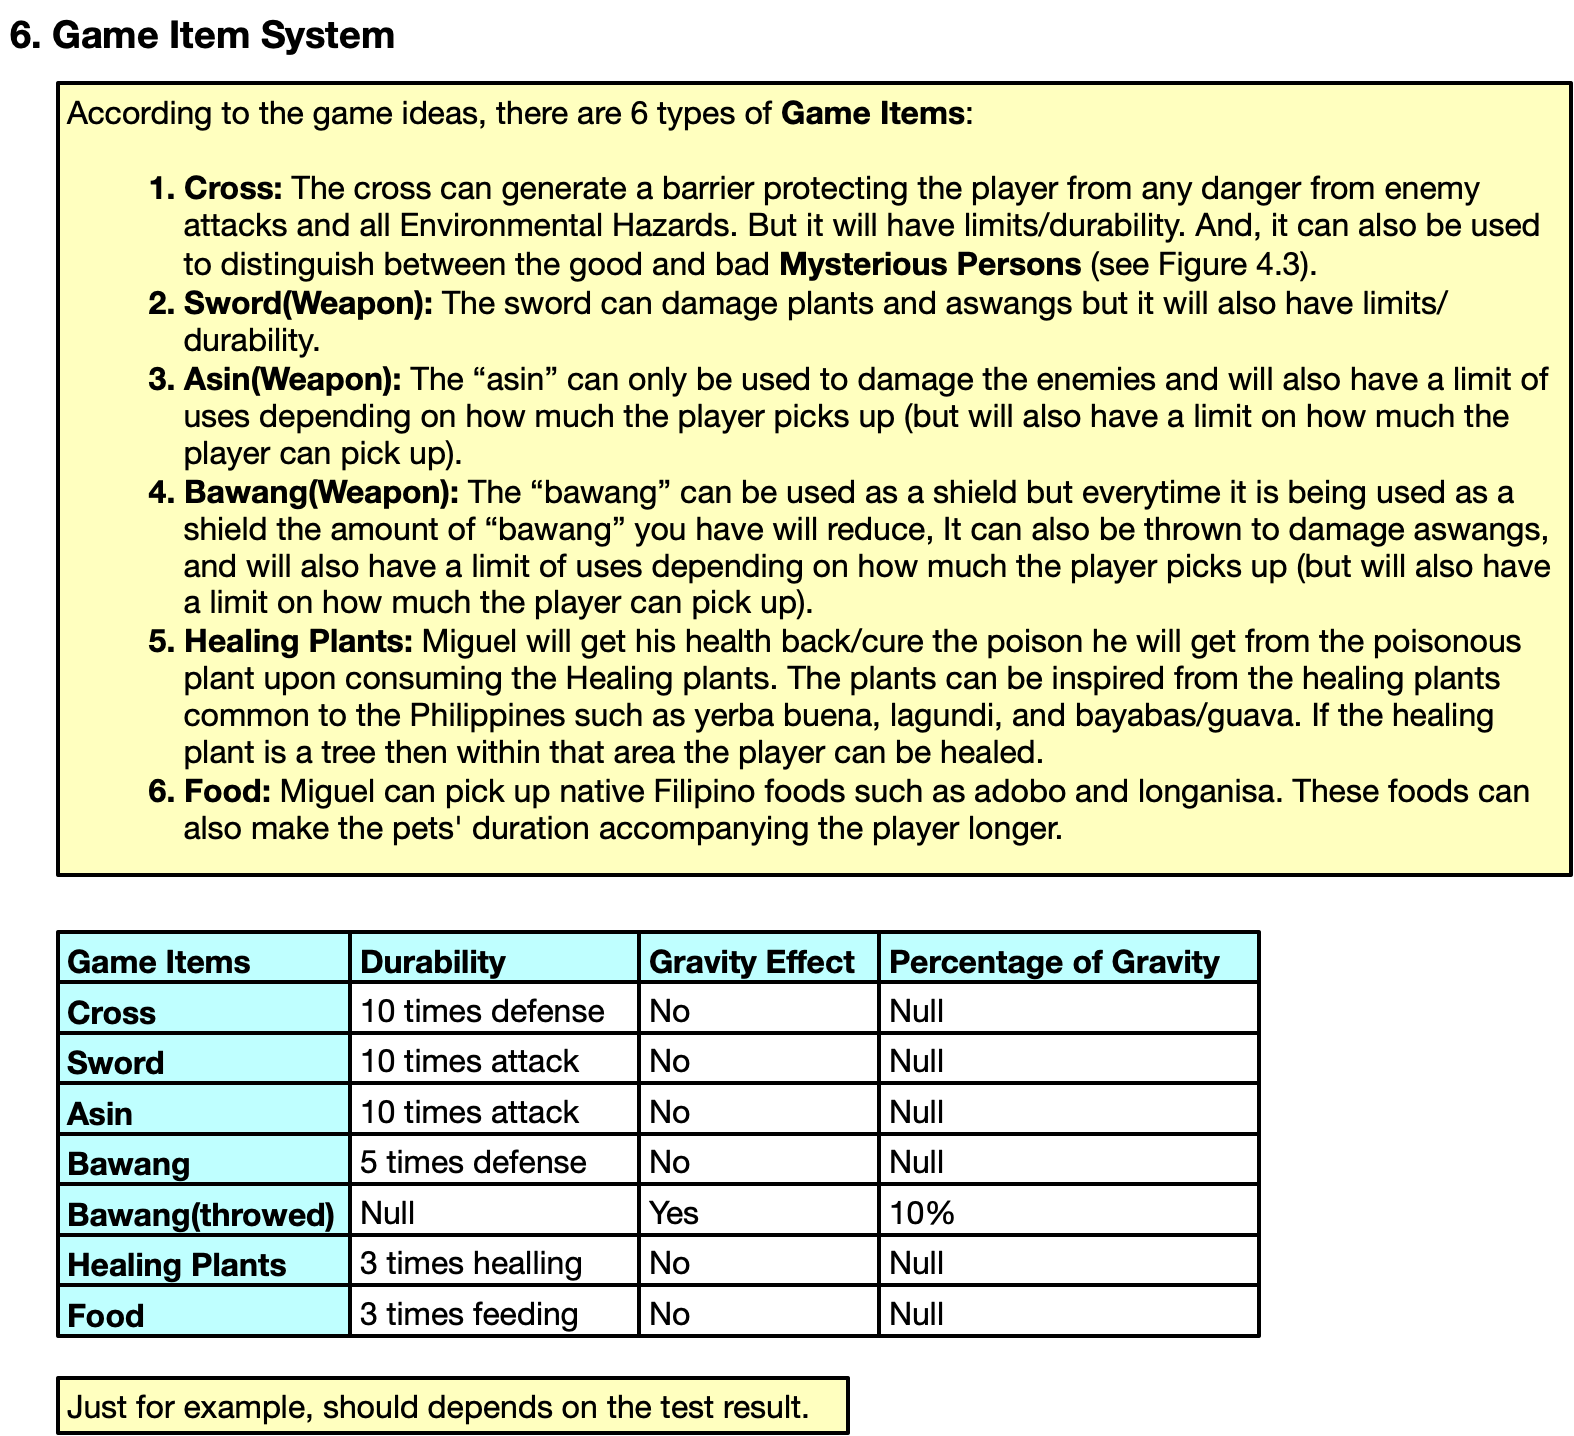 6. Game Item System
According to the game ideas, there are 6 types of Game Items:
1. Cross: The cross can generate a barrier protecting the player from any danger from enemy
attacks and all Environmental Hazards. But it will have limits/durability. And, it can also be used
to distinguish between the good and bad Mysterious Persons (see Figure 4.3).
2. Sword(Weapon): The sword can damage plants and aswangs but it will also have limits/
durability.
3. Asin(Weapon): The “asin” can only be used to damage the enemies and will also have a limit of
uses depending on how much the player picks up (but will also have a limit on how much the
player can pick up).
4. Bawang(Weapon): The “bawang” can be used as a shield but everytime it is being used as a
shield the amount of “bawang” you have will reduce, It can also be thrown to damage aswangs,
and will also have a limit of uses depending on how much the player picks up (but will also have
a limit on how much the player can pick up).
5. Healing Plants: Miguel will get his health back/cure the poison he will get from the poisonous
plant upon consuming the Healing plants. The plants can be inspired from the healing plants
common to the Philippines such as yerba buena, lagundi, and bayabas/guava. If the healing
plant is a tree then within that area the player can be healed.
6. Food: Miguel can pick up native Filipino foods such as adobo and longanisa. These foods can
also make the pets' duration accompanying the player longer.
Game Items Durability Gravity Effect Percentage of Gravity
Cross 10 times defense No Null
Sword 10 times attack No Null
Asin 10 times attack No Null
Bawang 5 times defense No Null
Bawang(throwed) Null Yes 10%
Healing Plants 3 times healling No Null
Food 3 times feeding No Null
Just for example, should depends on the test result.